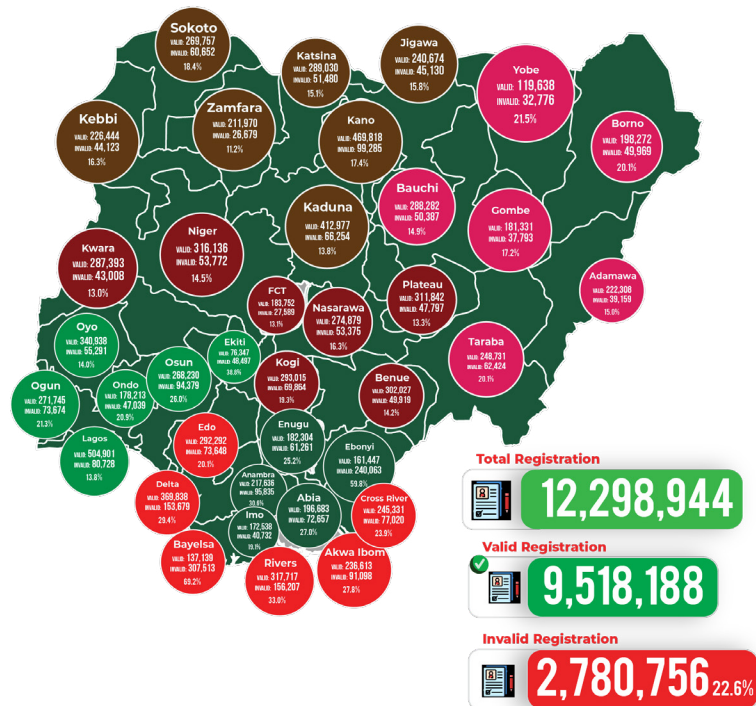 Sokoto
VALID: 269,757
INVALID: 60,652
18.4%
Katsina
VALID: 289,030
INVALID: 51,480
15.1%
Jigawa
VALID: 240,674
INVALID: 45,130
15.8%
Yobe
VALID: 119,638
INVALID: 32,776
21.5%
Kebbi
VALID: 226,444
INVALID: 44,123
16.3%
Zamfara
VALID: 211,970
INVALID: 26,679
11.2%
Kano
VALID: 469,818
INVALID: 99,285
17.4%
Borno
VALID: 198,272
INVALID: 49,969
20.1%
Bauchi
VALID: 288,282
INVALID: 50,387
14.9%
Kaduna
VALID: 412,977
INVALID: 66,254
13.8%
Gombe
VALID: 181,331
INVALID: 37,793
17.2%
Niger
VALID: 316,136
INVALID: 53,772
14.5%
Kwara
VALID: 287,393
INVALID: 43,008
13.0%
FCT
VALID: 183,752
INVALID: 27,589
13.1%
Nasarawa
VALID: 274,879
INVALID: 53,375
16.3%
Plateau
VALID: 311,842
INVALID: 47,797
13.3%
Adamawa
VALID: 222,308
INVALID: 39,159
15.0%
Oyo
VALID: 340,938
INVALID: 55,291
14.0%
Osun
VALID: 268,230
INVALID: 94,379
26.0%
Ekiti
VALID: 76,347
INVALID: 48,497
38.8%
Taraba
VALID: 248,731
INVALID: 62,424
20.1%
Ogun
VALID: 271,745
INVALID: 73,674
21.3%
Ondo
VALID: 178,213
INVALID: 47,039
20.9%
Kogi
VALID: 293,015
INVALID: 69,864
19.3%
Benue
VALID: 302,027
INVALID: 49,919
14.2%
Lagos
VALID: 504,901
INVALID: 80,728
13.8%
Edo
VALID: 292,292
INVALID: 73,648
20.1%
Enugu
VALID: 182,304
INVALID: 61,261
25.2%
Ebonyi
VALID: 161,447
INVALID: 240,063
59.8%
Delta
VALID: 369,838
INVALID: 153,679
29.4%
Anambra
VALID: 217,636
INVALID: 95,835
30.6%
Abia
VALID: 196,683
INVALID: 72,657
27.0%
Cross River
VALID: 245,331
INVALID: 77,020
23.9%
Imo
VALID: 172,538
INVALID: 40,732
19.1%
Bayelsa
VALID: 137,139
INVALID: 307,513
69.2%
Rivers
VALID: 317,717
INVALID: 156,207
33.0%
Akwa Ibom
VALID: 236,613
INVALID: 91,098
27.8%
Total Registration
12,298,944
Valid Registration
9,518,188
Invalid Registration
2,780,756 22.6%